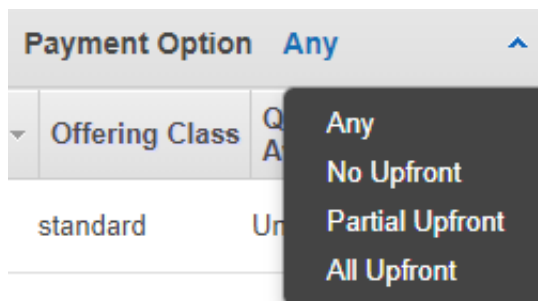 Payment Option Any
Offering Class
Any
No Upfront
standard
Partial Upfront
All Upfront